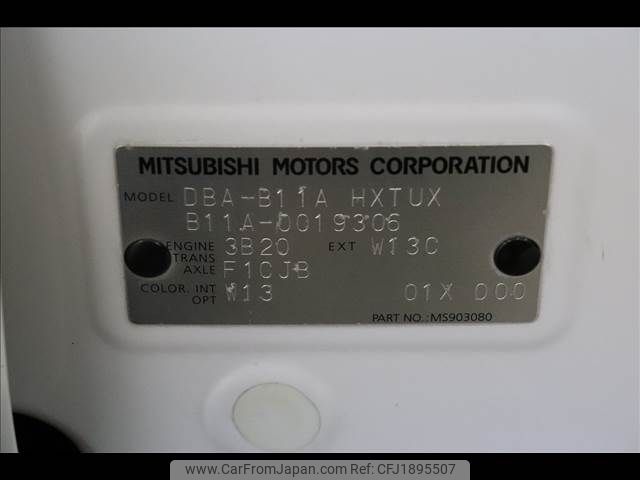 MITSUBISHI MOTORS CORPORATION
MODEL DBA-B11A HXTUX
B11A-0019306
ENGINE 3B20 EXT W13C
TRANS
AXLE F1CJB
COLOR. INT W13 01X 000
OPT
PART NO.:MS903080
www.CarFromJapan.com CFJ1895507